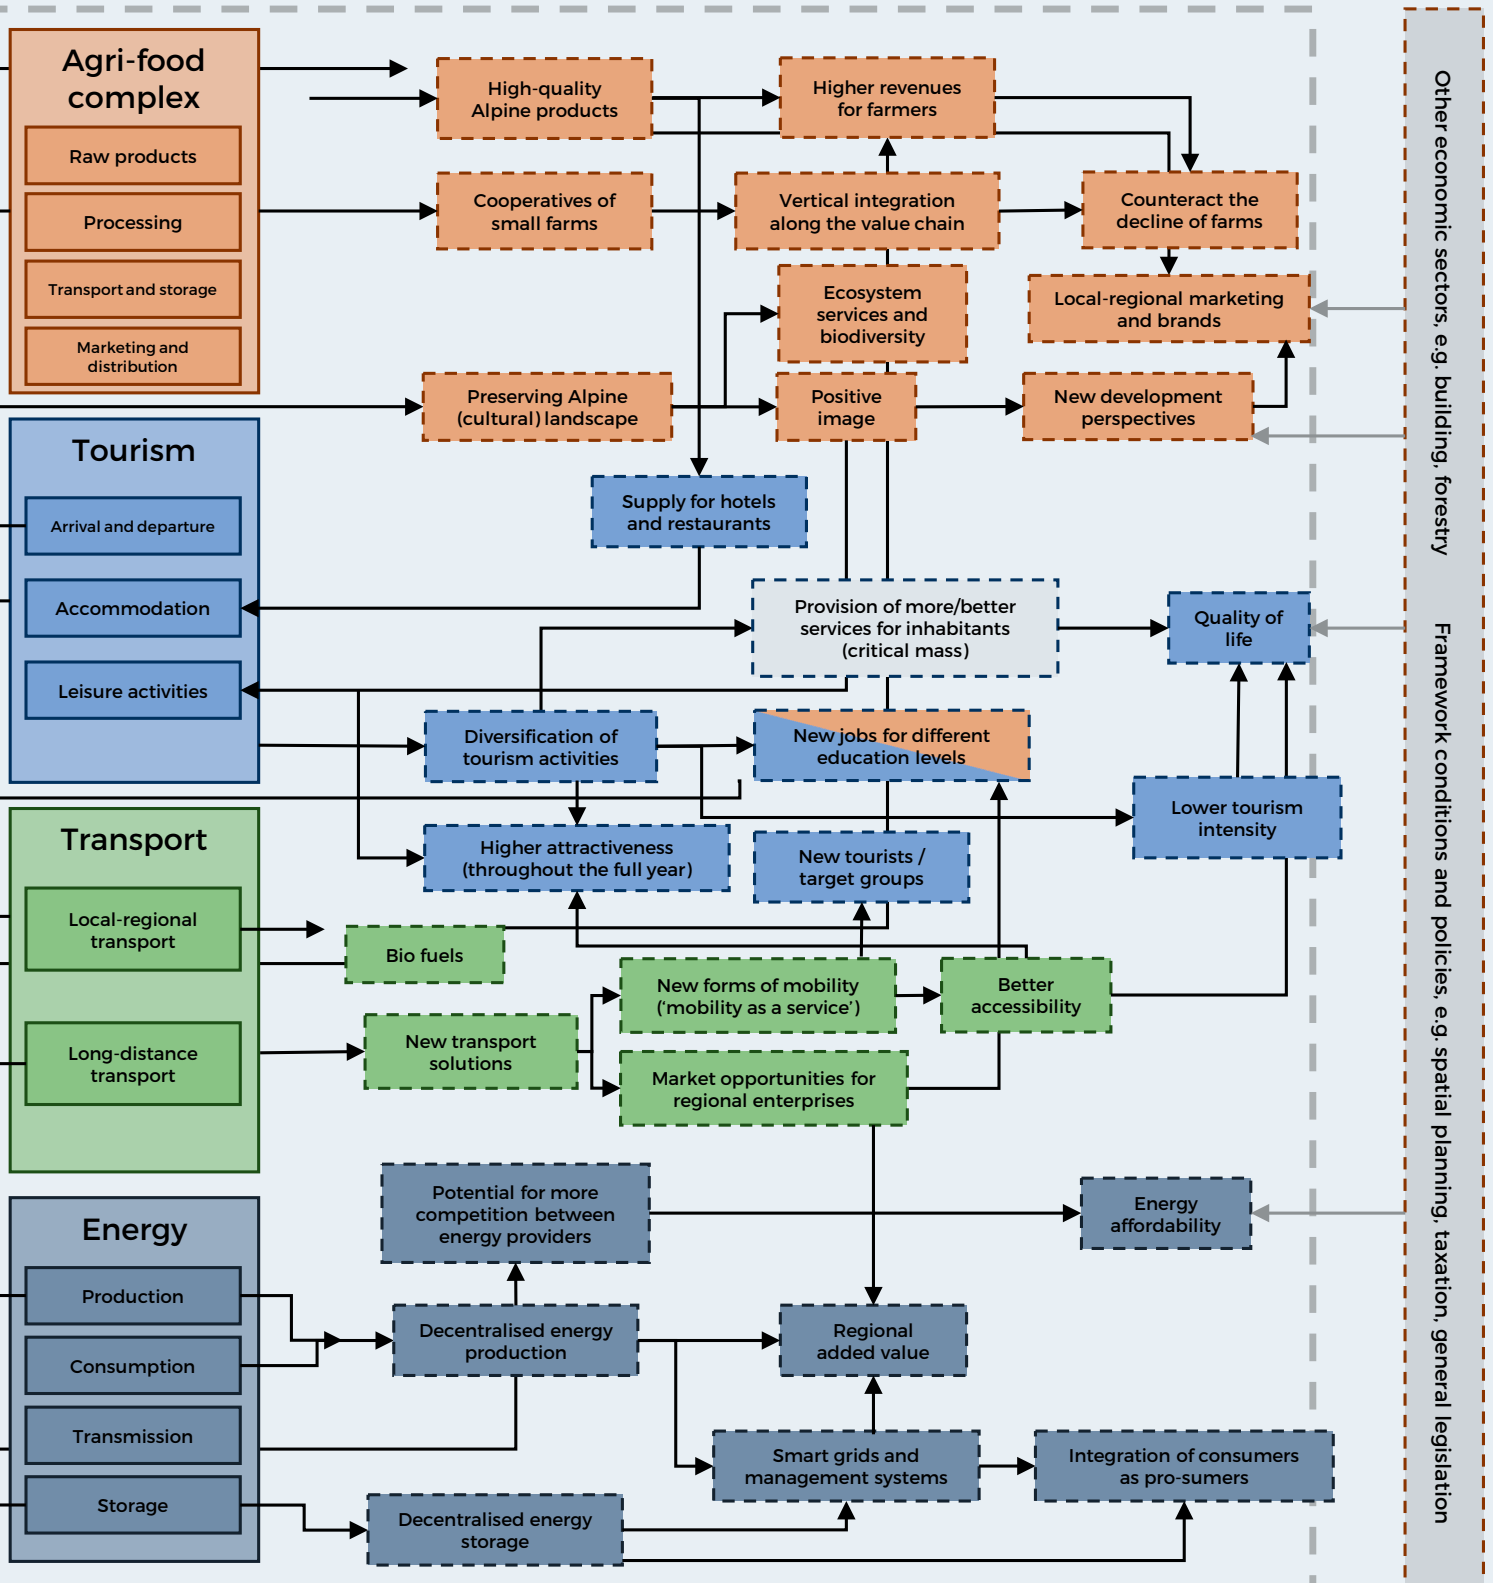 Agri-food
complex
Raw products
Processing
Transport and storage
Marketing and
distribution
High-quality
Alpine products
Higher revenues
for farmers
Cooperatives of
small farms
Vertical integration
along the value chain
Counteract the
decline of farms
Ecosystem
services and
biodiversity
Local-regional marketing
and brands
Preserving Alpine
(cultural) landscape
Positive
image
New development
perspectives
Tourism
Arrival and departure
Accommodation
Leisure activities
Supply for hotels
and restaurants
Provision of more/better
services for inhabitants
(critical mass)
Quality of
life
Diversification of
tourism activities
New jobs for different
education levels
Lower tourism
intensity
Higher attractiveness
(throughout the full year)
New tourists /
target groups
Transport
Local-regional
transport
Long-distance
transport
Bio fuels
New forms of mobility
(‘mobility as a service’)
Better
accessibility
New transport
solutions
Market opportunities for
regional enterprises
Energy
Production
Consumption
Transmission
Storage
Potential for more
competition between
energy providers
Energy
affordability
Decentralised energy
production
Regional
added value
Smart grids and
management systems
Integration of consumers
as pro-sumers
Decentralised energy
storage
Other economic sectors, e.g. building, forestry
Framework conditions and policies, e.g. spatial planning, taxation, general legislation